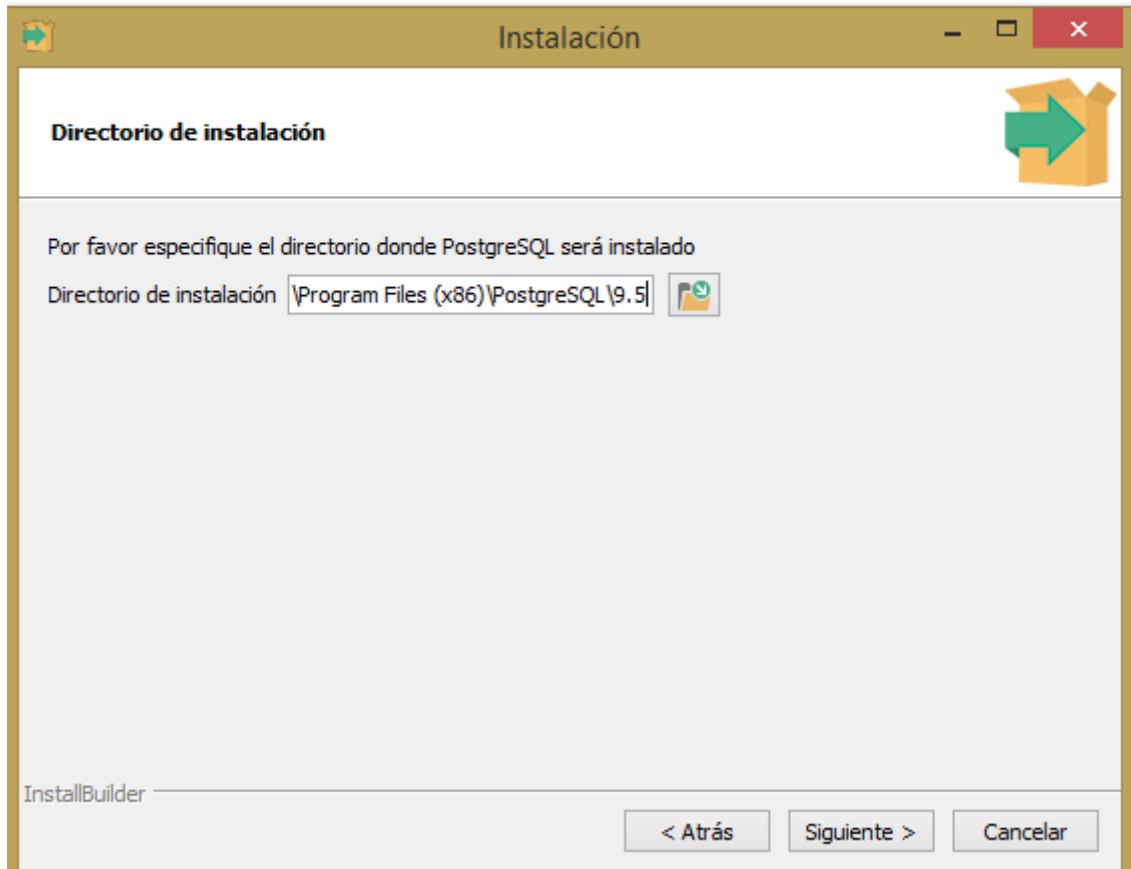 Instalación
Directorio de instalación
Por favor especifique el directorio donde PostgreSQL será instalado
Directorio de instalación \Program Files (x86)\PostgreSQL\9.5
InstallBuilder
< Atrás Siguiente > Cancelar